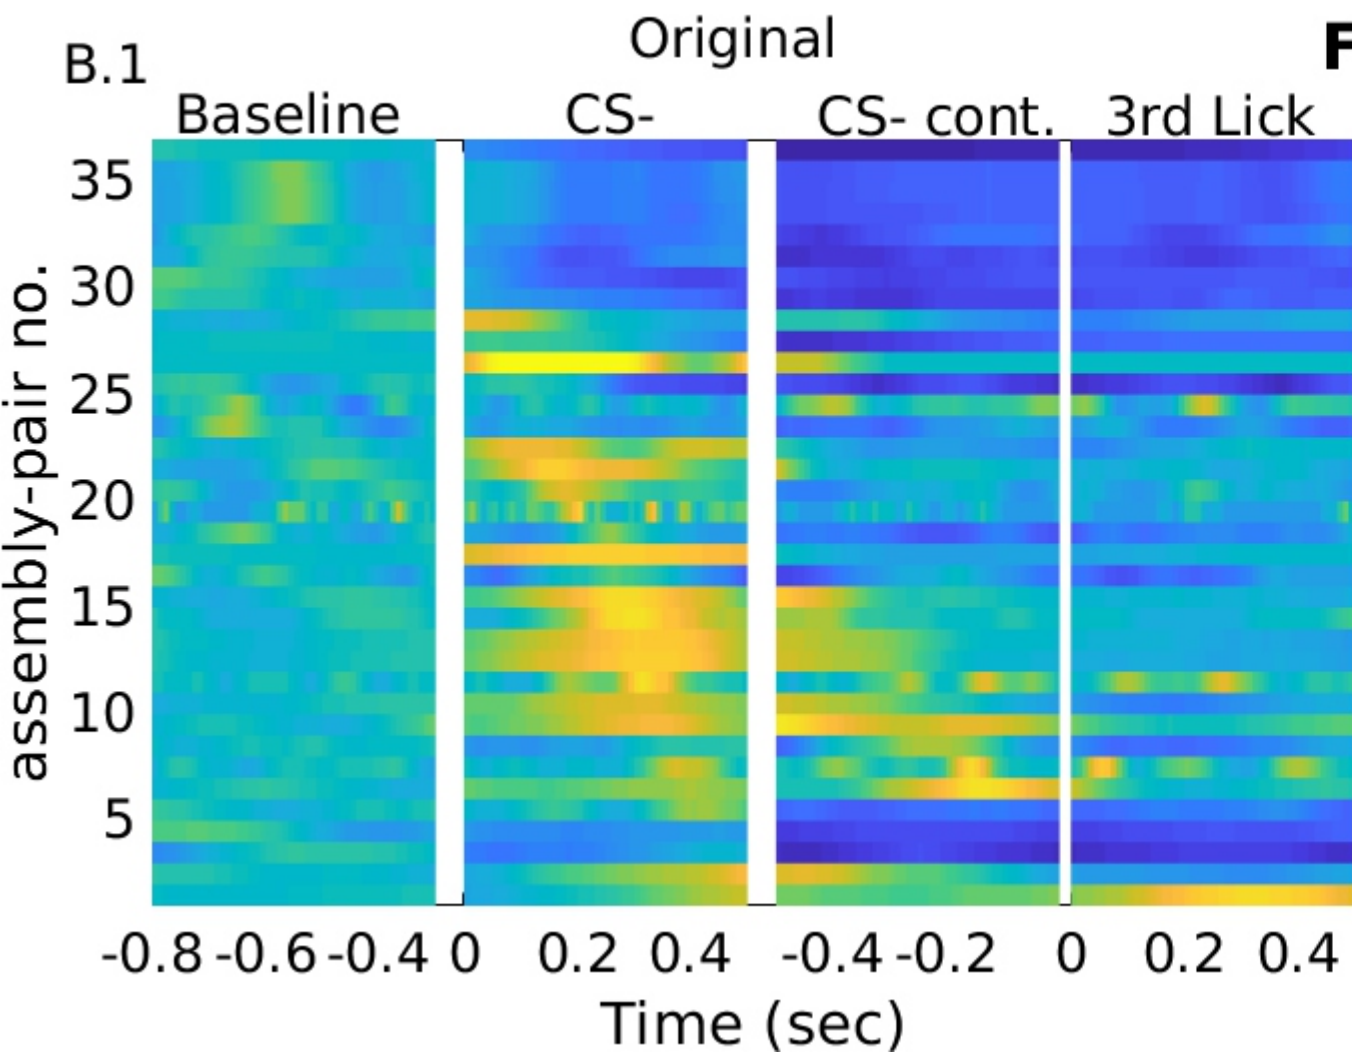 Original
F
B.1
Baseline CS- CS- cont. 3rd Lick
assembly-pair no.
35
30
25
20
15
10
5
-0.8 -0.6 -0.4 0 0.2 0.4 -0.4 -0.2 0 0.2 0.4
Time (sec)